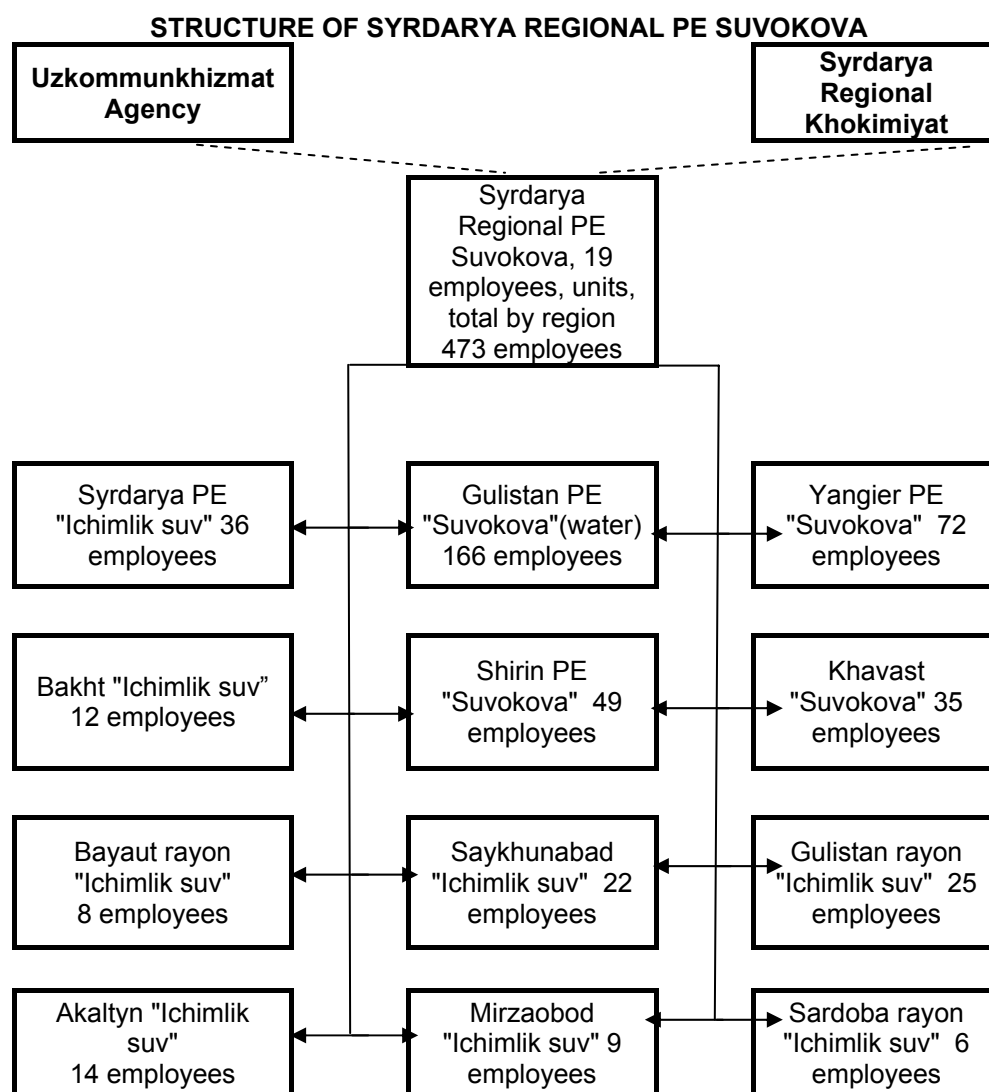 STRUCTURE OF SYRDARYA REGIONAL PE SUVOKOVA
Uzkommunkhizmat
Agency
Syrdarya
Regional
Khokimiyat
Syrdarya
Regional PE
Suvokova, 19
employees, units,
total by region
473 employees
Syrdarya PE
"Ichimlik suv" 36
employees
Gulistan PE
"Suvokova"(water)
166 employees
Yangier PE
"Suvokova" 72
employees
Bakht "Ichimlik suv”
12 employees
Shirin PE
"Suvokova" 49
employees
Khavast
"Suvokova" 35
employees
Bayaut rayon
"Ichimlik suv"
8 employees
Saykhunabad
"Ichimlik suv" 22
employees
Gulistan rayon
"Ichimlik suv" 25
employees
Akaltyn "Ichimlik
suv"
14 employees
Mirzaobod
"Ichimlik suv" 9
employees
Sardoba rayon
"Ichimlik suv" 6
employees